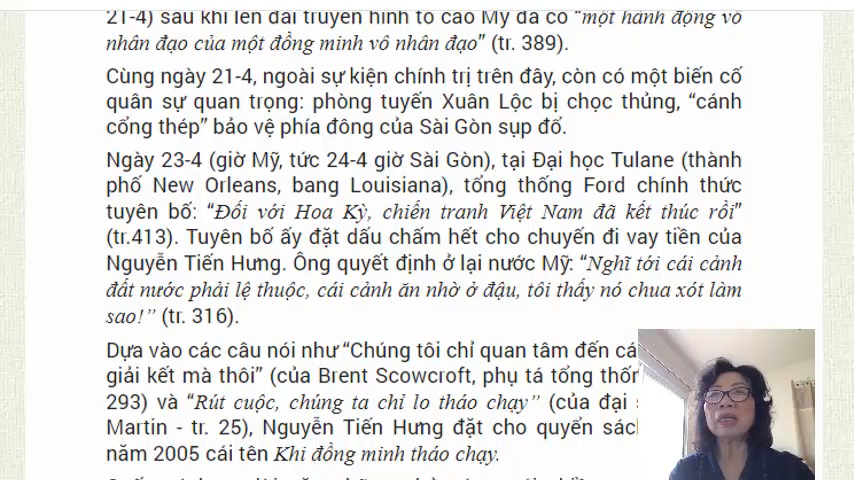 21-4) sau khi lên đài truyền hình tố cáo Mỹ đã có “một hành động vô
nhân đạo của một đồng minh vô nhân đạo” (tr. 389).
Cùng ngày 21-4, ngoài sự kiện chính trị trên đây, còn có một biến cố
quân sự quan trọng: phòng tuyến Xuân Lộc bị chọc thủng, “cánh
cổng thép” bảo vệ phía đông của Sài Gòn sụp đổ.
Ngày 23-4 (giờ Mỹ, tức 24-4 giờ Sài Gòn), tại Đại học Tulane (thành
phố New Orleans, bang Louisiana), tổng thống Ford chính thức
tuyên bố: “Đối với Hoa Kỳ, chiến tranh Việt Nam đã kết thúc rồi”
(tr.413). Tuyên bố ấy đặt dấu chấm hết cho chuyến đi vay tiền của
Nguyễn Tiến Hưng. Ông quyết định ở lại nước Mỹ: “Nghĩ tới cái cảnh
đất nước phải lệ thuộc, cái cảnh ăn nhờ ở đậu, tôi thấy nó chua xót làm
sao!” (tr. 316).
Dựa vào các câu nói như “Chúng tôi chỉ quan tâm đến
giải kết mà thôi” (của Brent Scowcroft, phụ tá tổng
293) và “Rút cuộc, chúng ta chỉ lo tháo chạy” (của đại
Martin - tr. 25), Nguyễn Tiến Hưng đặt cho quyển
năm 2005 cái tên Khi đồng minh tháo chạy.